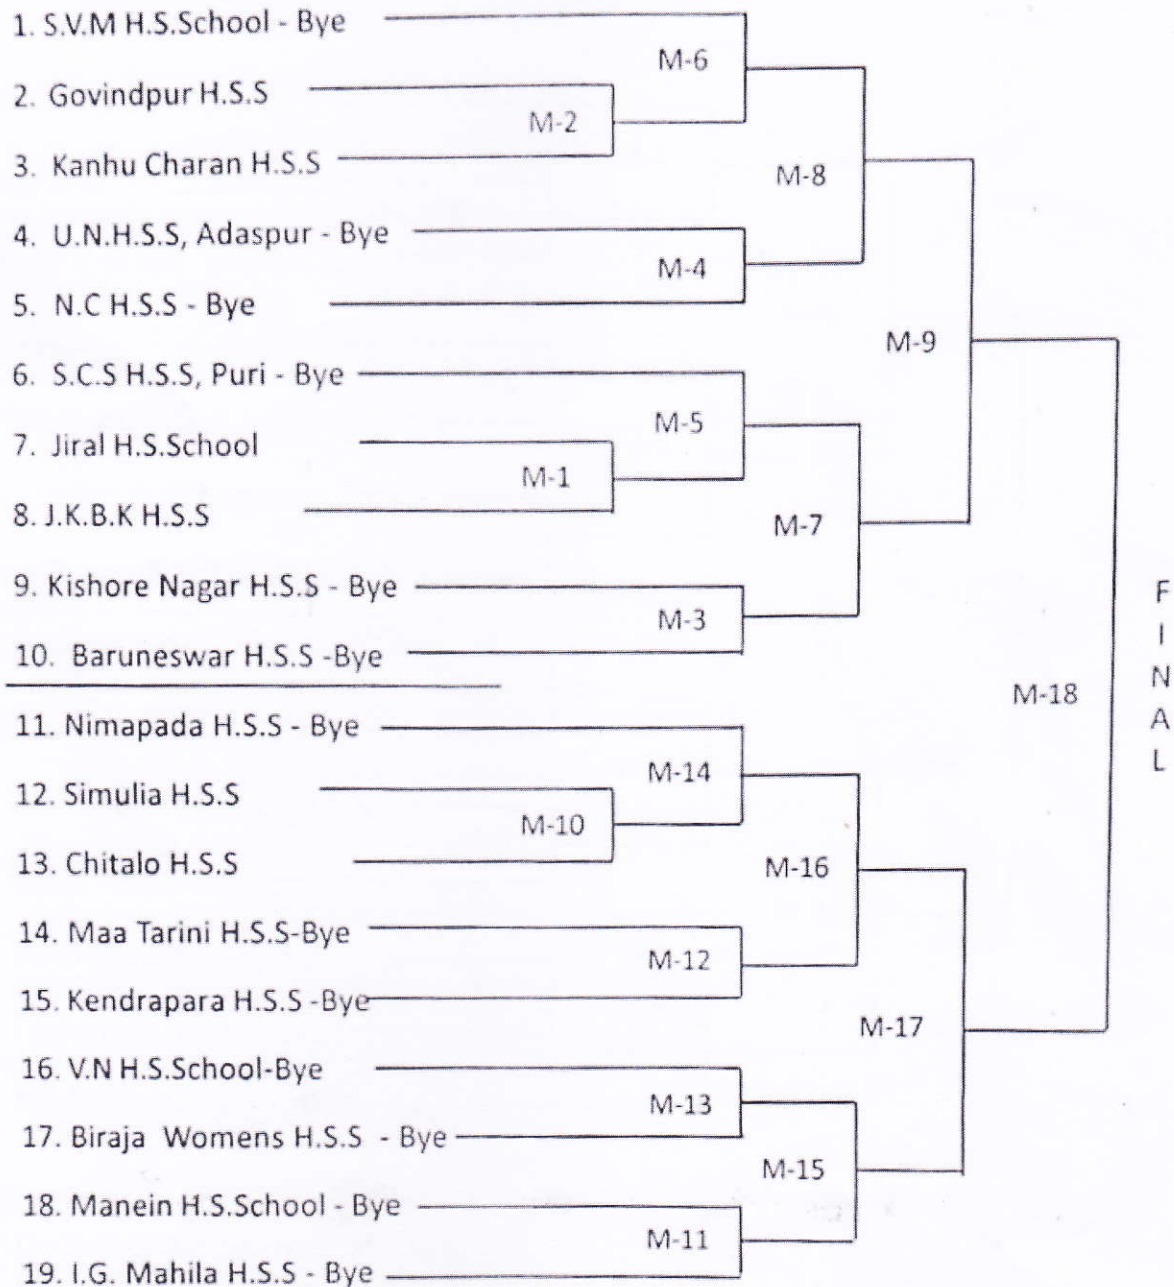 1. S.V.M H.S.School - Bye
M-6
2. Govindpur H.S.S
M-2
3. Kanhu Charan H.S.S
M-8
4. U.N.H.S.S, Adaspur - Bye
M-4
5. N.C H.S.S - Bye
M-9
6. S.C.S H.S.S, Puri - Bye
M-5
7. Jiral H.S.School
M-1
8. J.K.B.K H.S.S
M-7
9. Kishore Nagar H.S.S - Bye
M-3
10. Baruneswar H.S.S -Bye
M-18
F
I
N
A
L
11. Nimapada H.S.S - Bye
M-14
12. Simulia H.S.S
M-10
13. Chitalo H.S.S
M-16
14. Maa Tarini H.S.S-Bye
M-12
15. Kendrapara H.S.S -Bye
M-17
16. V.N H.S.School-Bye
M-13
17. Biraja Womens H.S.S - Bye
M-15
18. Manein H.S.School - Bye
M-11
19. I.G. Mahila H.S.S - Bye